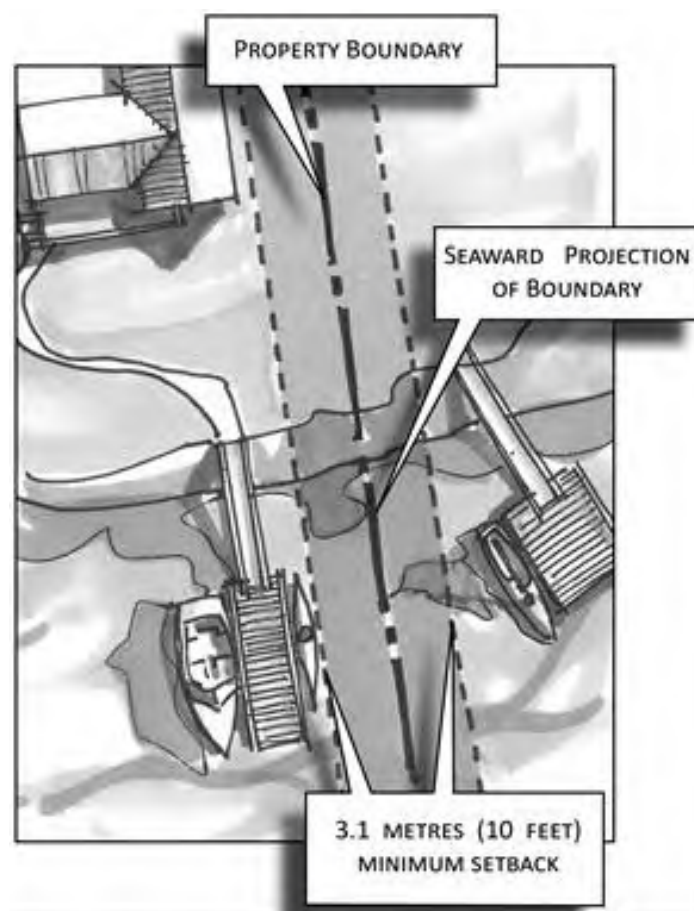 PROPERTY BOUNDARY
SEAWARD PROJECTION
OF BOUNDARY
3.1 METRES (10 FEET)
MINIMUM SETBACK